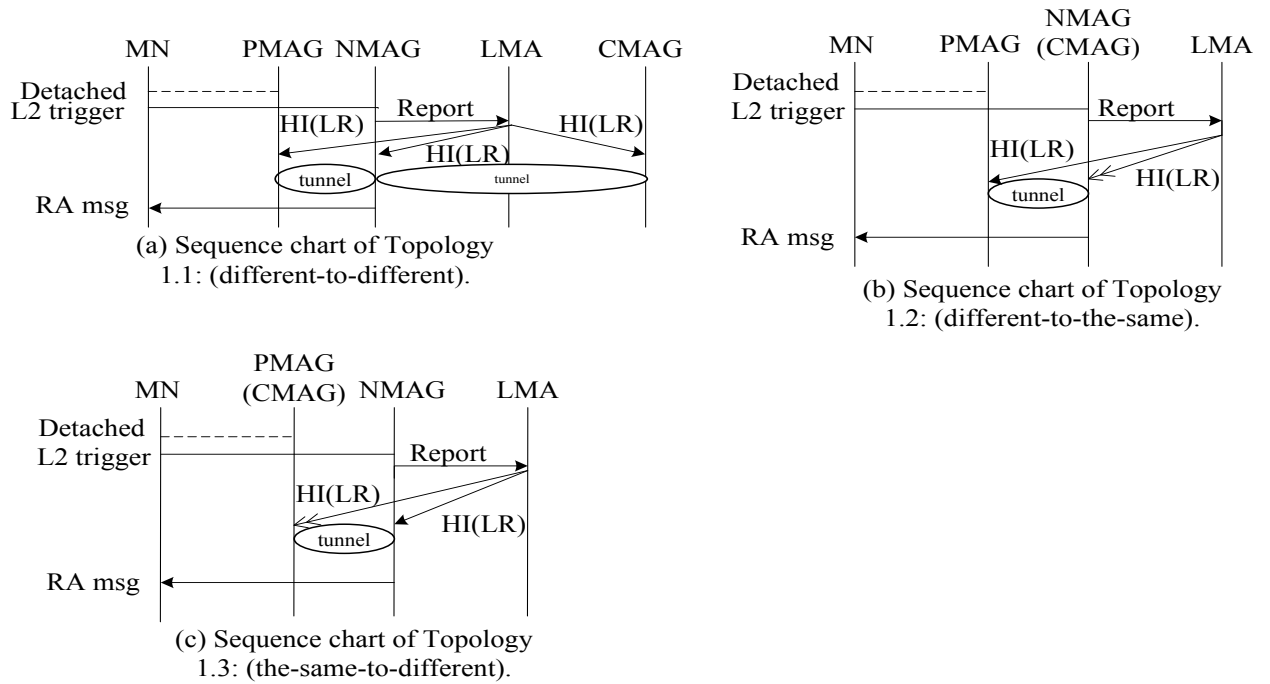 MN PMAG NMAG LMA CMAG
Detached
L2 trigger
Report
HI(LR) HI(LR)
HI(LR)
tunnel tunnel
RA msg
(a) Sequence chart of Topology
1.1: (different-to-different).
NMAG
MN PMAG (CMAG) LMA
Detached
L2 trigger
Report
HI(LR)
HI(LR)
tunnel
RA msg
(b) Sequence chart of Topology
1.2: (different-to-the-same).
PMAG
MN (CMAG) NMAG LMA
Detached
L2 trigger
Report
HI(LR)
HI(LR)
tunnel
RA msg
(c) Sequence chart of Topology
1.3: (the-same-to-different).